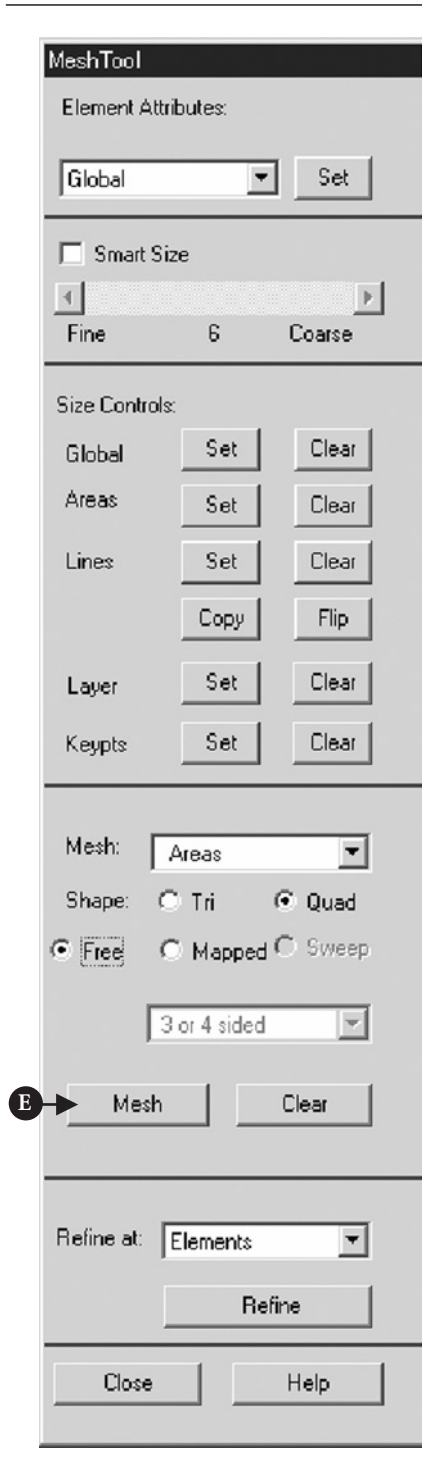 MeshTool
Element Attributes:
Global Set
Smart Size
Fine 6 Coarse
Size Controls:
Global Set Clear
Areas Set Clear
Lines Set Clear
Copy Flip
Layer Set Clear
Keypts Set Clear
Mesh: Areas
Shape: Tri Quad
Free Mapped Sweep
3 or 4 sided
E Mesh Clear
Refine at: Elements
Refine
Close Help